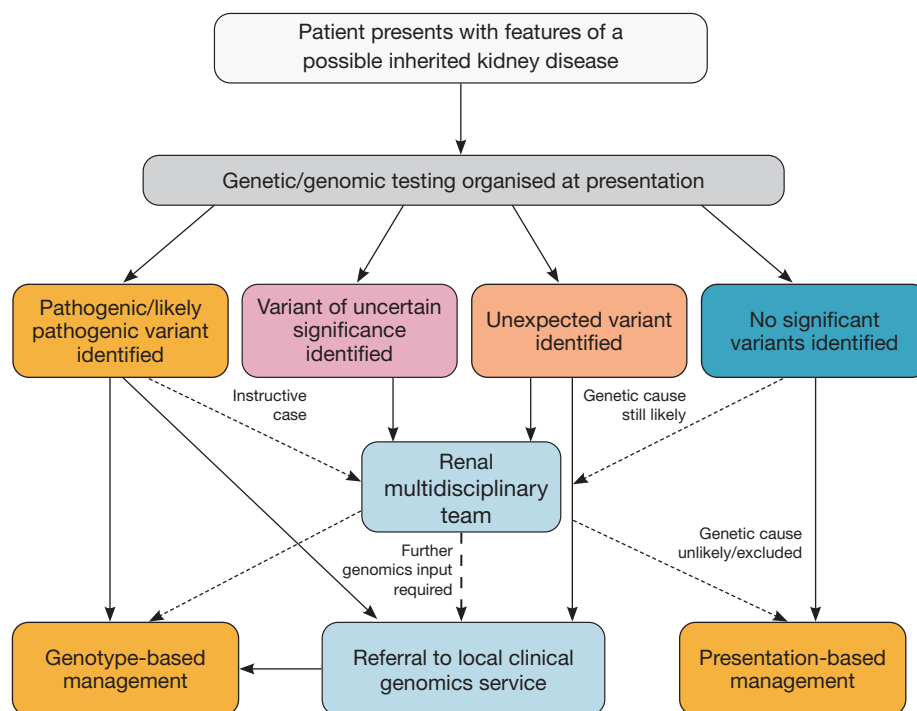 Patient presents with features of a
possible inherited kidney disease
Genetic/genomic testing organised at presentation
Pathogenic/likely
pathogenic variant
identified
Variant of uncertain
significance
identified
Unexpected variant
identified
No significant
variants identified
Instructive
case
Genetic cause
still likely
Renal
multidisciplinary
team
Further
genomics input
required
Genetic cause
unlikely/excluded
Genotype-based
management
Referral to local clinical
genomics service
Presentation-based
management